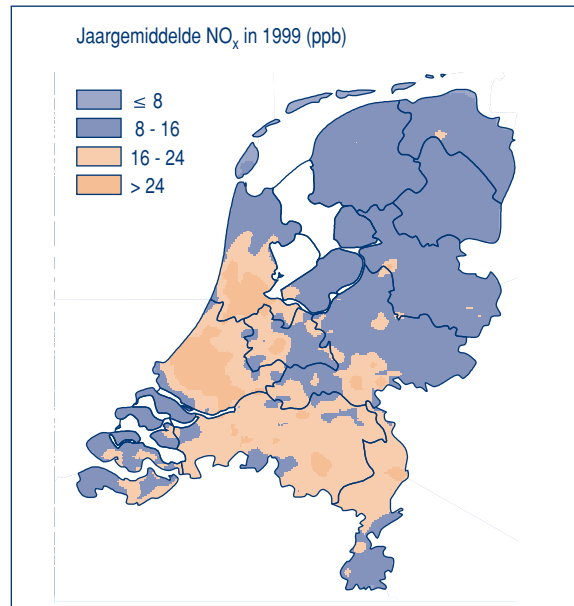 Jaargemiddelde NOx in 1999 (ppb)
≤ 8
8 - 16
16 - 24
> 24